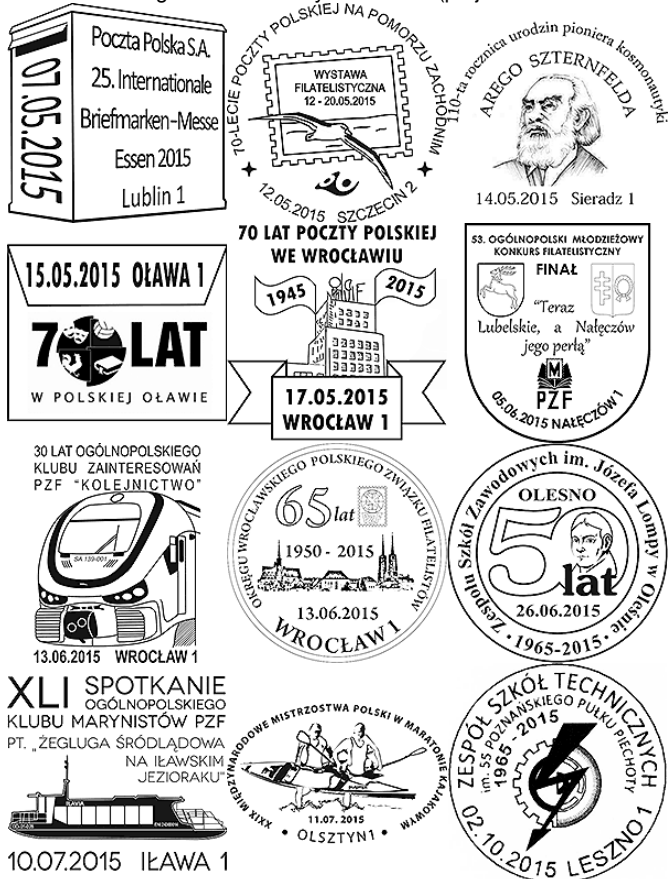 Poczta Polska S.A.
25. Internationale
Briefmarken-Messe
Essen 2015
Lublin 1
07.05.2015
70-LECIE POCZTY POLSKIEJ NA POMORZU ZACHODNIM
WYSTAWA
FILATELISTYCZNA
12 - 20.05.2015
12.05.2015 SZCZECIN 2
110-ta rocznica urodzin pioniera kosmonautyki
AREGO SZTERNFELDA
14.05.2015 Sieradz 1
15.05.2015 OŁAWA 1
70 LAT
W POLSKIEJ OŁAWIE
70 LAT POCZTY POLSKIEJ
WE WROCŁAWIU
1945
2015
17.05.2015
WROCŁAW 1
53. OGÓLNOPOLSKI MŁODZIEŻOWY
KONKURS FILATELISTYCZNY
FINAŁ
"Teraz
Lubelskie, a Nałęczów
jego perłą"
PZF
05.06.2015 NAŁĘCZÓW 1
30 LAT OGÓLNOPOLSKIEGO
KLUBU ZAINTERESOWAŃ
PZF "KOLEJNICTWO"
SA 139-001
13.06.2015 WROCŁAW 1
OKRĘGU WROCŁAWSKIEGO POLSKIEGO ZWIĄZKU FILATELISTÓW
65 lat
1950 - 2015
13.06.2015
WROCŁAW 1
Zespołu Szkół Zawodowych im. Józefa Lompy w Oleśnie
OLESNO
50
lat
26.06.2015
• 1965-2015 •
XLI SPOTKANIE
OGÓLNOPOLSKIEGO
KLUBU MARYNISTÓW PZF
PT. „ŻEGLUGA ŚRÓDLĄDOWA
NA IŁAWSKIM
JEZIORAKU"
10.07.2015 IŁAWA 1
XXIX MIĘDZYNARODOWE MISTRZOSTWA POLSKI W MARATONIE KAJAKOWYM
11.07. 2015
• OLSZTYN1 •
ZESPÓŁ SZKÓŁ TECHNICZNYCH
im. 55 POZNAŃSKIEGO PUŁKU PIECHOTY
1965 - 2015
02.10.2015 LESZNO 1